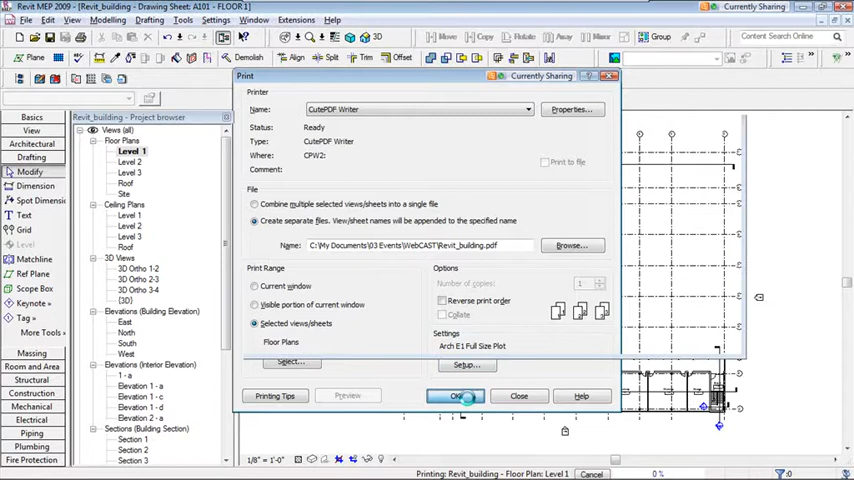 Revit MEP 2009 - [Revit_building - Drawing Sheet: A101 - FLOOR 1]
Currently Sharing
File Edit View Modelling Drafting Tools Site Settings Print Window Extensions Help
3D
Move Copy Rotate Array Group
Search Content Online
Demolish Align Split Trim Offset
Basics
View
Architectural
Drafting
Modify
Dimension
Spot Dimensio
Text
Grid
Level
Matchline
Ref Plane
Scope Box
Keynote »
Tag »
More Tools »
Massing
Room and Area
Structural
Construction
Mechanical
Electrical
Piping
Plumbing
Fire Protection
Revit_building - Project browser
Views (all)
Floor Plans
Level 1
Level 2
Level 3
Roof
Site
Ceiling Plans
Level 1
Level 2
Level 3
Roof
3D Views
3D Ortho 1-2
3D Ortho 2-3
3D Ortho 3-4
{3D}
Elevations (Building Elevation)
East
North
South
West
Elevations (Interior Elevation)
1 - a
Elevation 1 - a
Elevation 1 - c
Elevation 1 - d
Elevation 2 - a
Sections (Building Section)
Section 1
Section 2
Section 3
Print
Currently Sharing
Printer
Name: CutePDF Writer Properties...
Status: Ready
Type: CutePDF Writer
Where: CPW2:
Comment:
Print to file
File
Combine multiple selected views/sheets into a single file
Create separate files. View/sheet names will be appended to the specified name
Name: C:\My Documents\03 Events\WebCAST\Revit_building.pdf Browse...
Print Range
Current window
Visible portion of current window
Selected views/sheets
Floor Plans
Select...
Options
Number of copies: 1
Reverse print order
Collate
Settings
Arch E1 Full Size Plot
Setup...
Printing Tips Preview OK Close Help
1/8" = 1'-0"
Printing: Revit_building - Floor Plan: Level 1 Cancel 0 % :0